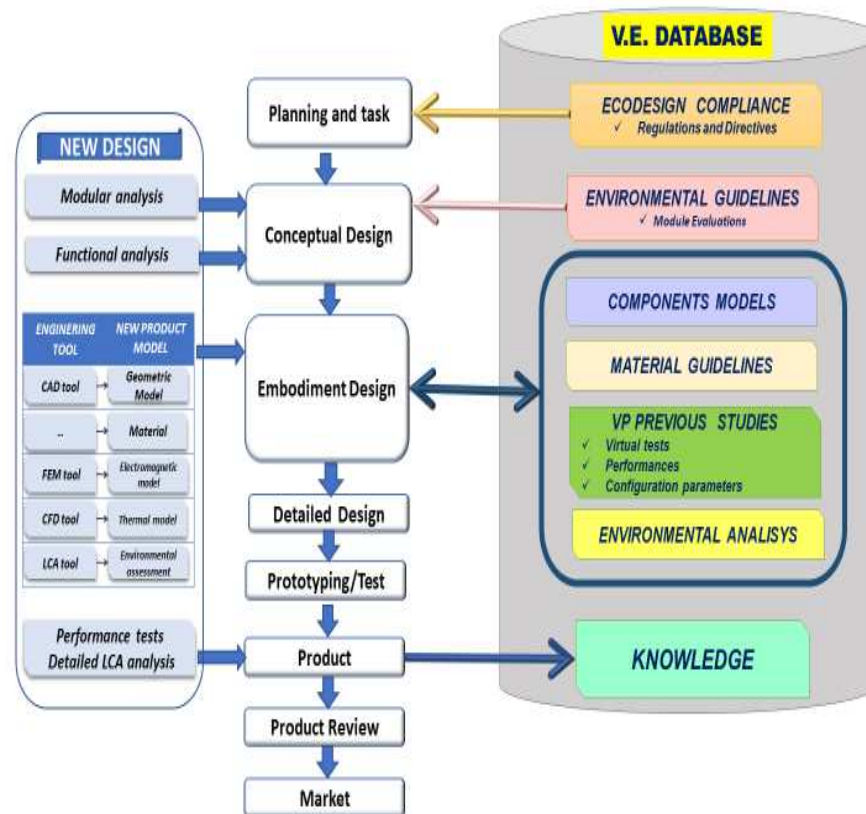 V.E. DATABASE
Planning and task
ECODESIGN COMPLIANCE
✓ Regulations and Directives
NEW DESIGN
Modular analysis
Functional analysis
Conceptual Design
ENVIRONMENTAL GUIDELINES
✓ Module Evaluations
ENGINERING
TOOL
NEW PRODUCT
MODEL
CAD tool
Geometric
Model
..
Material
FEM tool
Electromagnetic
model
CFD tool
Thermal model
LCA tool
Environmental
assessment
Embodiment Design
COMPONENTS MODELS
MATERIAL GUIDELINES
VP PREVIOUS STUDIES
✓ Virtual tests
✓ Performances
✓ Configuration parameters
ENVIRONMENTAL ANALISYS
Detailed Design
Prototyping/Test
Performance tests
Detailed LCA analysis
Product
KNOWLEDGE
Product Review
Market